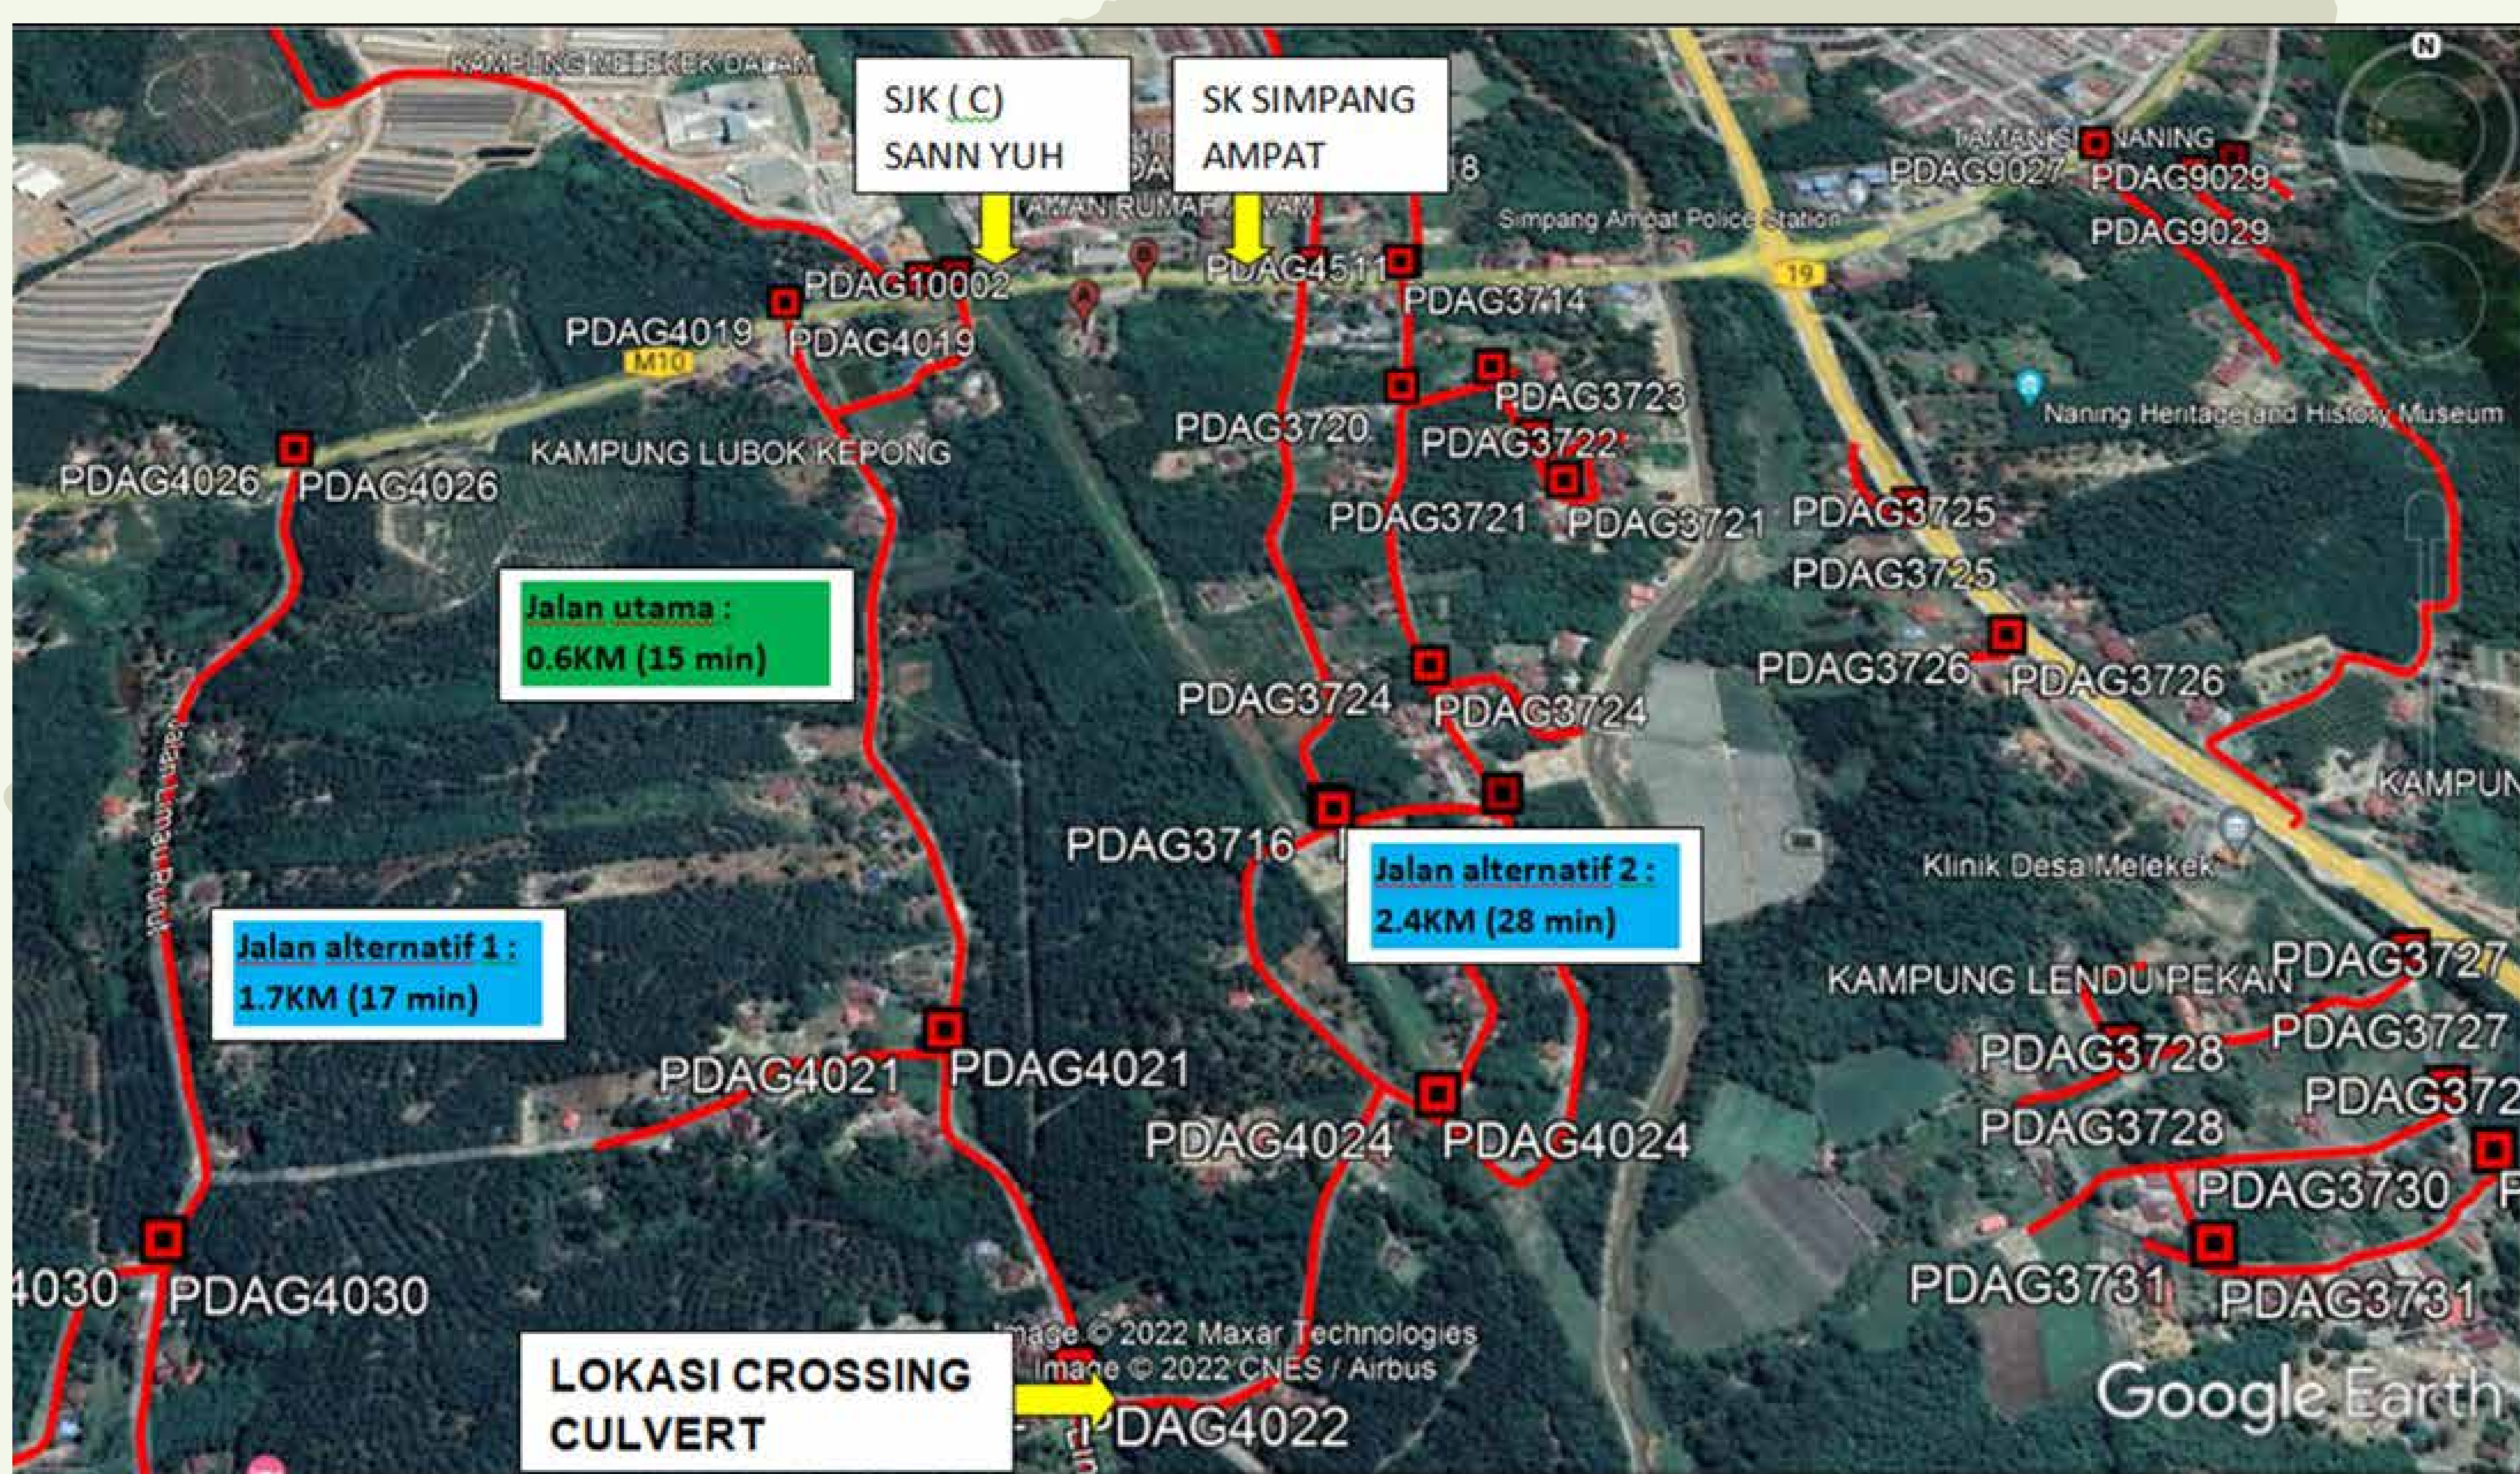 KAMPUNG MELEKEK DALAM
SJK ( C)
SANN YUH
SK SIMPANG
AMPAT
N
18
TAMAN RUMAH
Simpang Ampat Police Station
NANING
PDAG9027
PDAG9029
PDAG9029
PDAG10002
PDAG4511
19
PDAG4019
PDAG4019
PDAG3714
M10
Naning Heritage and History Museum
PDAG3723
PDAG3720
PDAG3722
KAMPUNG LUBOK KEPONG
PDAG4026
PDAG4026
PDAG3721
PDAG3721
PDAG3725
PDAG3725
Jalan utama :
0.6KM (15 min)
PDAG3726
PDAG3726
PDAG3724
PDAG3724
KAMPUN
PDAG3716
Klinik Desa Melekek
Jalan alternatif 2 :
2.4KM (28 min)
Jalan alternatif 1 :
1.7KM (17 min)
PDAG3727
KAMPUNG LENDU PEKAN
PDAG3727
PDAG4021
PDAG4021
PDAG3728
PDAG372
PDAG4024
PDAG4024
PDAG3728
PDAG3730
4030
PDAG4030
PDAG3731
PDAG3731
Image © 2022 Maxar Technologies
Image © 2022 CNES / Airbus
LOKASI CROSSING
CULVERT
PDAG4022
Google Earth